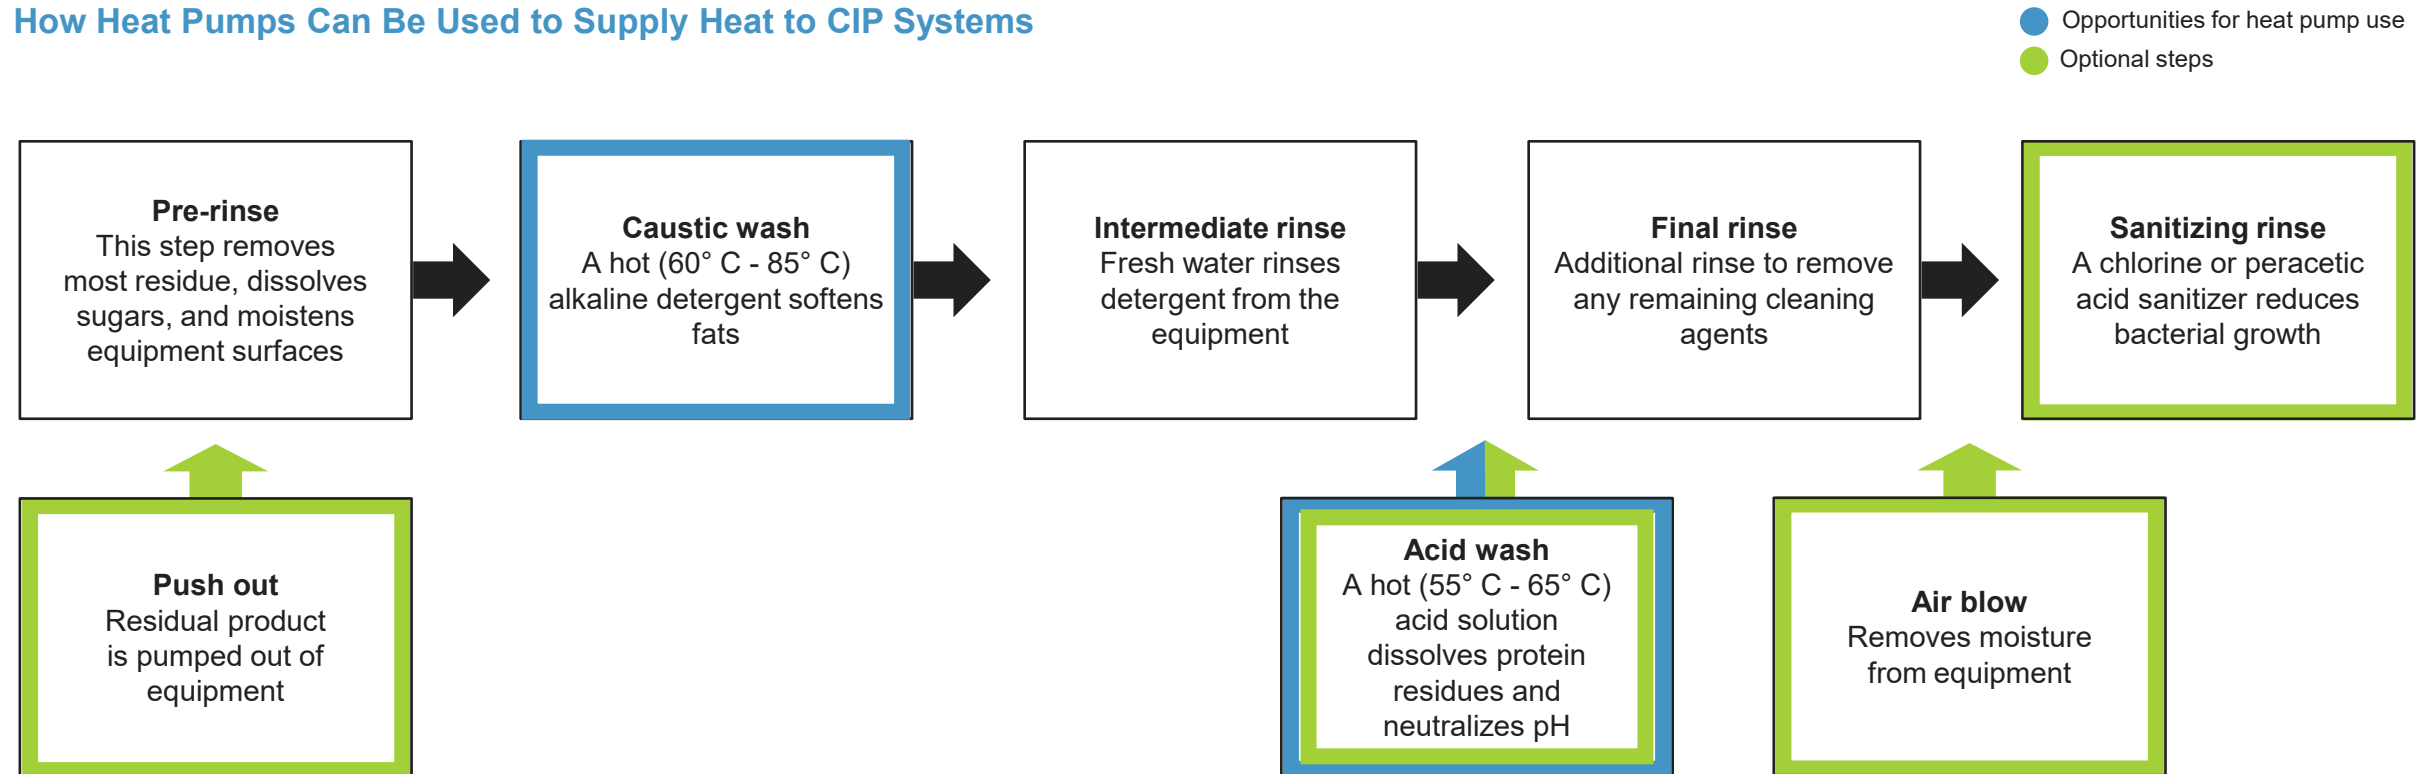 How Heat Pumps Can Be Used to Supply Heat to CIP Systems
Opportunities for heat pump use
Optional steps
Pre-rinse
This step removes
most residue, dissolves
sugars, and moistens
equipment surfaces
Caustic wash
A hot (60° C - 85° C)
alkaline detergent softens
fats
Intermediate rinse
Fresh water rinses
detergent from the
equipment
Final rinse
Additional rinse to remove
any remaining cleaning
agents
Sanitizing rinse
A chlorine or peracetic
acid sanitizer reduces
bacterial growth
Push out
Residual product
is pumped out of
equipment
Acid wash
A hot (55° C - 65° C)
acid solution
dissolves protein
residues and
neutralizes pH
Air blow
Removes moisture
from equipment